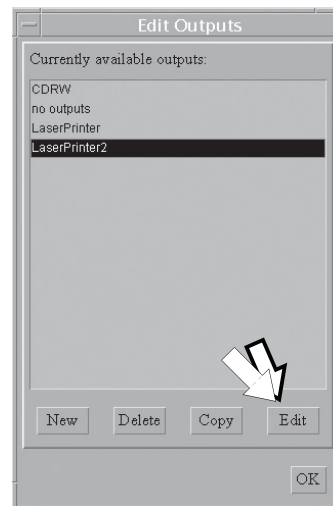 Edit Outputs
Currently available outputs:
CDRW
no outputs
LaserPrinter
LaserPrinter2
New Delete Copy Edit
OK